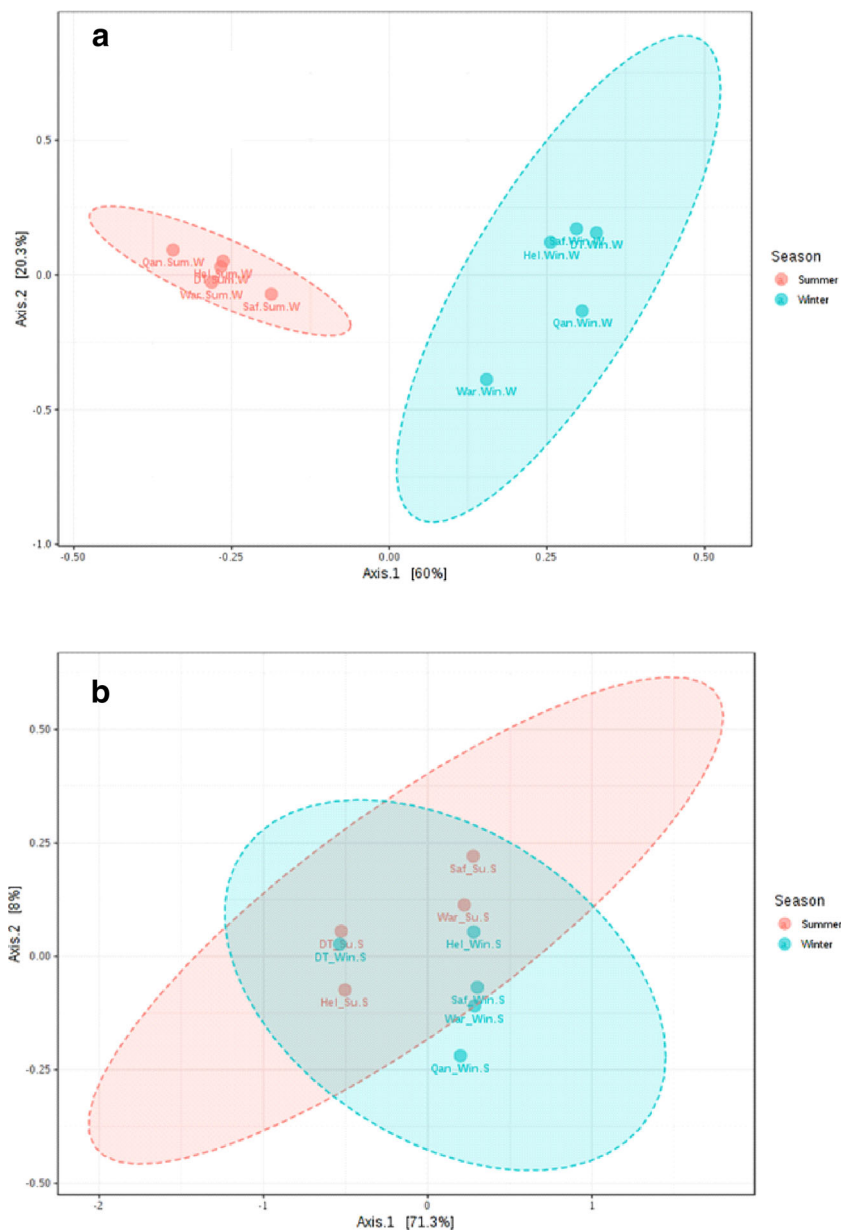 a
0.5
Qan.Sum.W
Hel.Sum.W
DT.Sum.W
War.Sum.W
Saf.Sum.W
Saf.Win.W
DT.Win.W
Hel.Win.W
Qan.Win.W
War.Win.W
0.0
-0.5
-1.0
Axis.2 [20.3%]
-0.50
-0.25
0.00
0.25
0.50
Axis.1 [60%]
Season
Summer
Winter
b
0.50
0.25
0.00
-0.25
-0.50
Axis.2 [8%]
Saf_Su.S
War_Su.S
DT_Su.S
DT_Win.S
Hel_Win.S
Hel_Su.S
Saf_Win.S
War_Win.S
Qan_Win.S
-2
-1
0
1
Axis.1 [71.3%]
Season
Summer
Winter